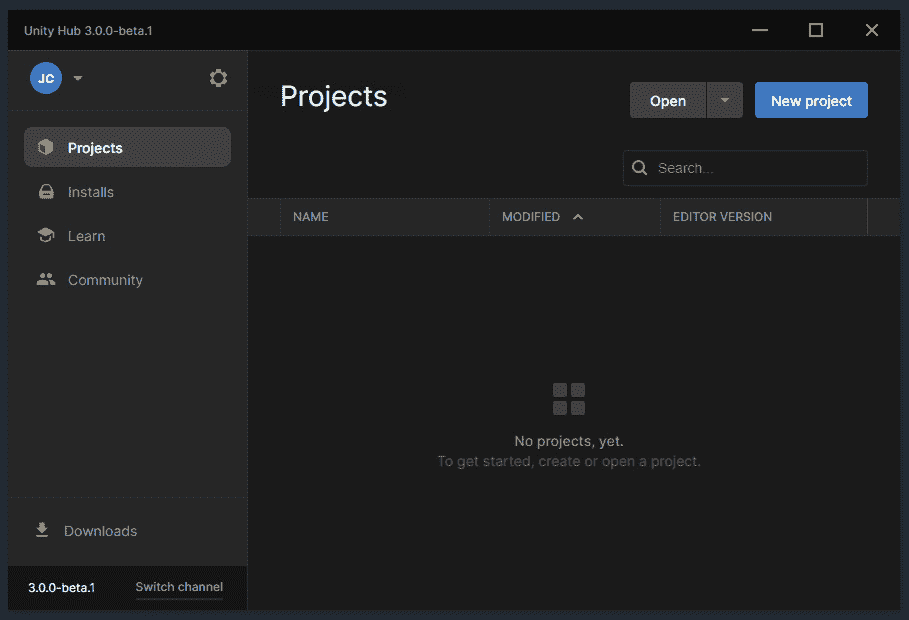 Unity Hub 3.0.0-beta.1
JC
Projects
Installs
Learn
Community
Downloads
3.0.0-beta.1 Switch channel
Projects
Open New project
Search...
NAME MODIFIED EDITOR VERSION
No projects, yet.
To get started, create or open a project.